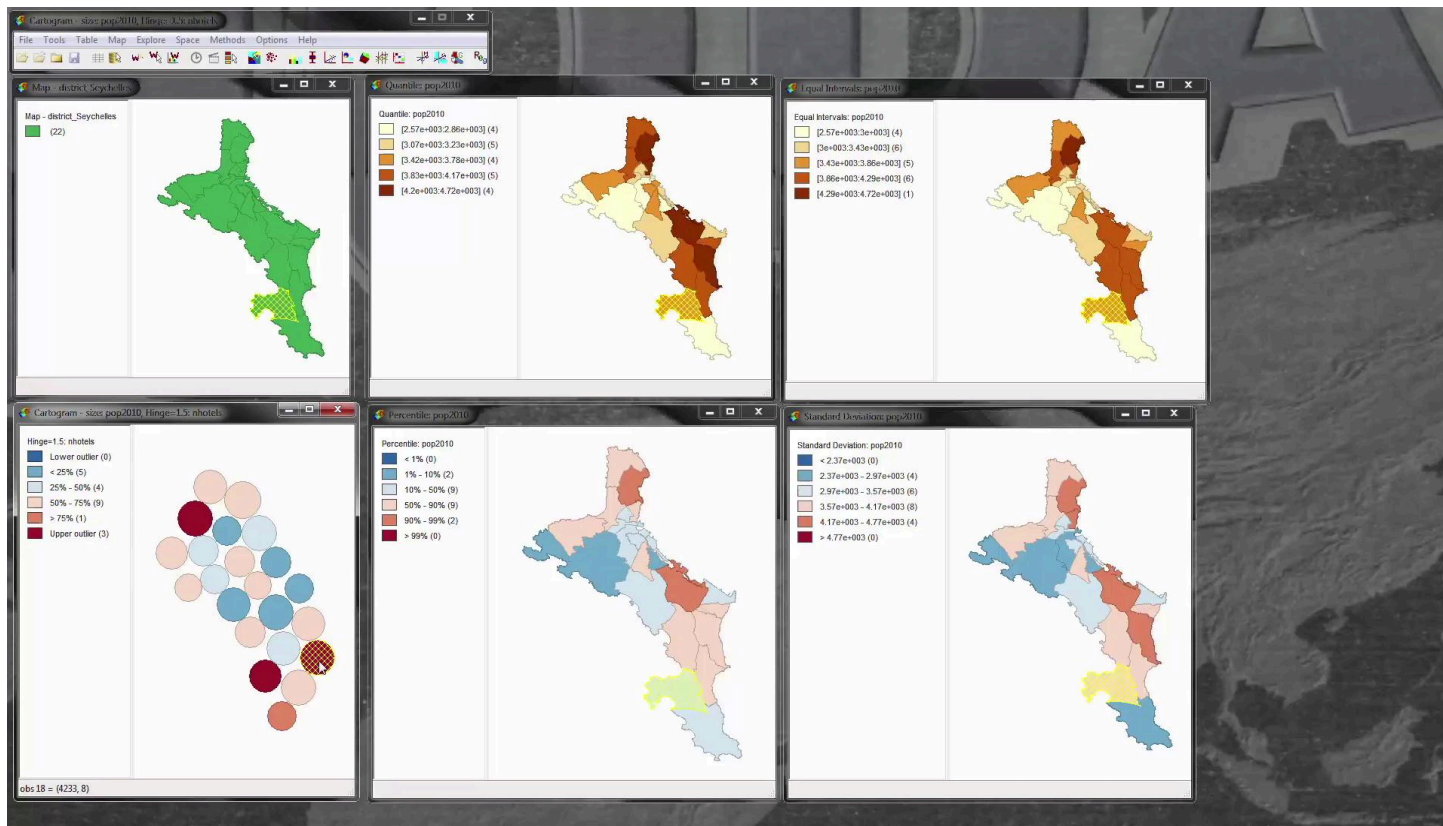 Cartogram - size: pop2010, Hinge=1.5: nhotels
File Tools Table Map Explore Space Methods Options Help
Map - district_Seychelles
Map - district_Seychelles
(22)
Quantile: pop2010
Quantile: pop2010
[2.57e+003:2.86e+003] (4)
[3.07e+003:3.23e+003] (5)
[3.42e+003:3.78e+003] (4)
[3.83e+003:4.17e+003] (5)
[4.2e+003:4.72e+003] (4)
Equal Intervals: pop2010
Equal Intervals: pop2010
[2.57e+003:3e+003] (4)
[3e+003:3.43e+003] (6)
[3.43e+003:3.86e+003] (5)
[3.86e+003:4.29e+003] (6)
[4.29e+003:4.72e+003] (1)
Cartogram - size: pop2010, Hinge=1.5: nhotels
Hinge=1.5: nhotels
Lower outlier (0)
< 25% (5)
25% - 50% (4)
50% - 75% (9)
> 75% (1)
Upper outlier (3)
obs 18 = (4233, 8)
Percentile: pop2010
Percentile: pop2010
< 1% (0)
1% - 10% (2)
10% - 50% (9)
50% - 90% (9)
90% - 99% (2)
> 99% (0)
Standard Deviation: pop2010
Standard Deviation: pop2010
< 2.37e+003 (0)
2.37e+003 - 2.97e+003 (4)
2.97e+003 - 3.57e+003 (6)
3.57e+003 - 4.17e+003 (8)
4.17e+003 - 4.77e+003 (4)
> 4.77e+003 (0)